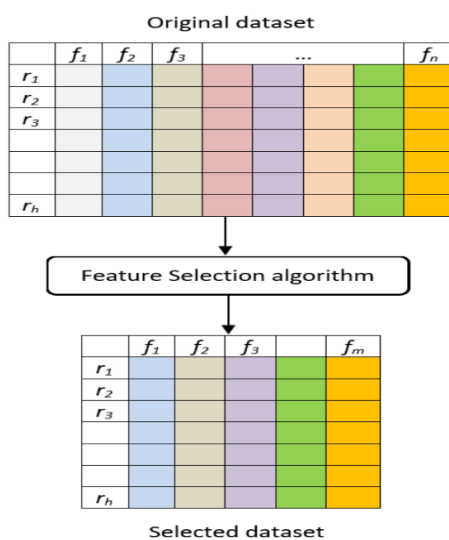 Original dataset
f1 f2 f3 ... fn
r1
r2
r3
rh
Feature Selection algorithm
f1 f2 f3 fm
r1
r2
r3
rh
Selected dataset